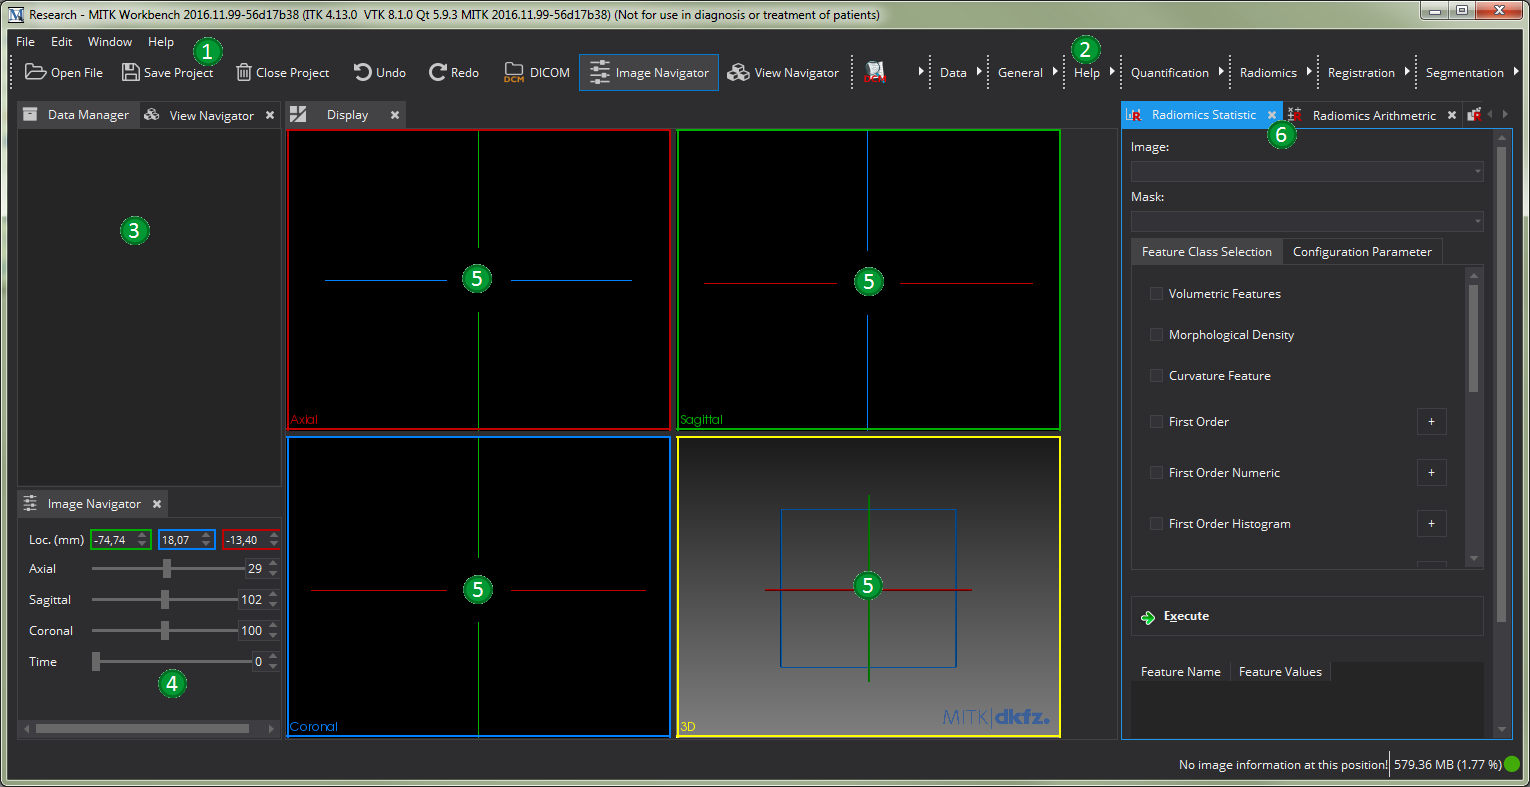 Research - MITK Workbench 2016.11.99-56d17b38 (ITK 4.13.0  VTK 8.1.0 Qt 5.9.3 MITK 2016.11.99-56d17b38) (Not for use in diagnosis or treatment of patients)
File Edit Window Help
1 2
Open File Save Project Close Project Undo Redo DCM DICOM Image Navigator View Navigator DCM Data General Help Quantification Radiomics Registration Segmentation
Data Manager View Navigator
Display
Radiomics Statistic Radiomics Arithmetric
6
Image:
Mask:
Feature Class Selection Configuration Parameter
Volumetric Features
Morphological Density
Curvature Feature
First Order +
First Order Numeric +
First Order Histogram +
Execute
Feature Name Feature Values
3
5
Axial
5
Sagittal
5
Coronal
5
MITK dkfz.
3D
Image Navigator
Loc. (mm) -74,74 18,07 -13,40
Axial 29
Sagittal 102
Coronal 100
Time 0
4
No image information at this position! 579.36 MB (1.77 %)